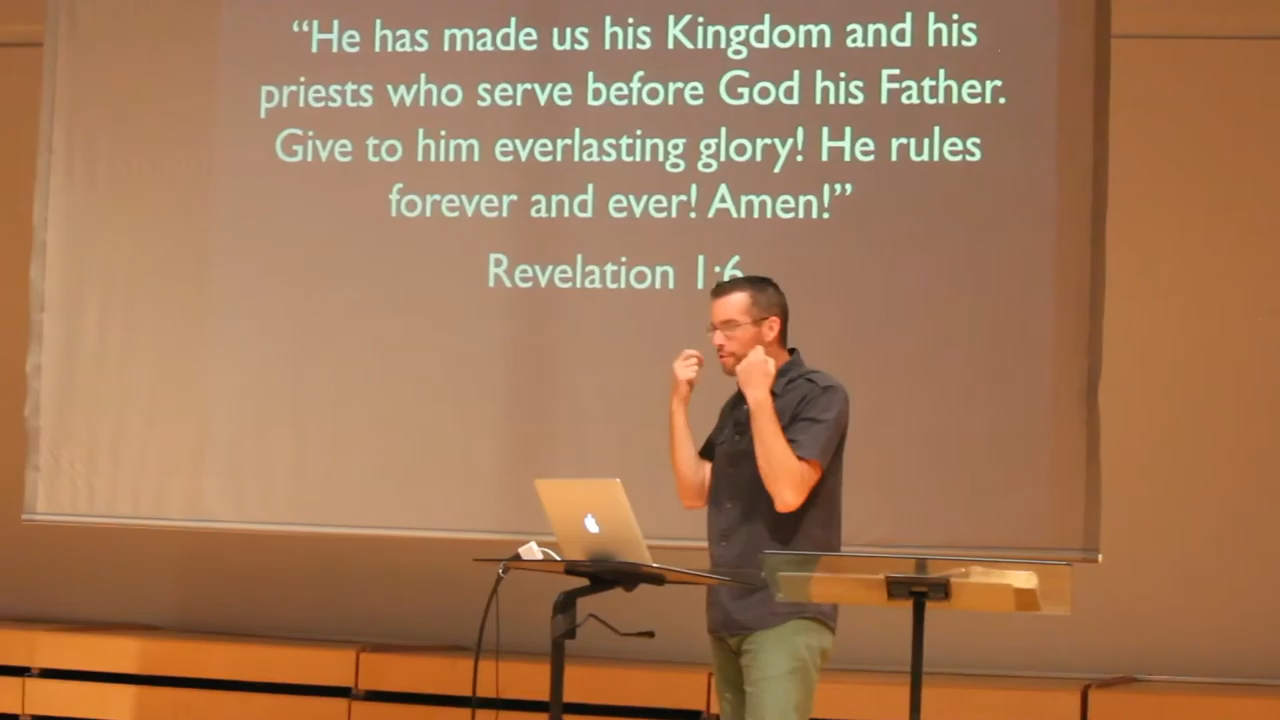 “He has made us his Kingdom and his
priests who serve before God his Father.
Give to him everlasting glory! He rules
forever and ever! Amen!”
Revelation 1:6